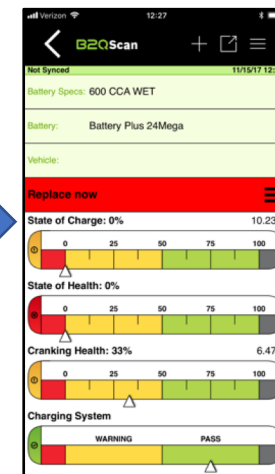 Verizon 12:27
B2QScan
Not Synced 11/15/17 12:
Battery Specs: 600 CCA WET
Battery: Battery Plus 24Mega
Vehicle:
Replace now
State of Charge: 0% 10.23
0 25 50 75 100
State of Health: 0%
0 25 50 75 100
Cranking Health: 33% 6.47
0 25 50 75 100
Charging System
WARNING PASS